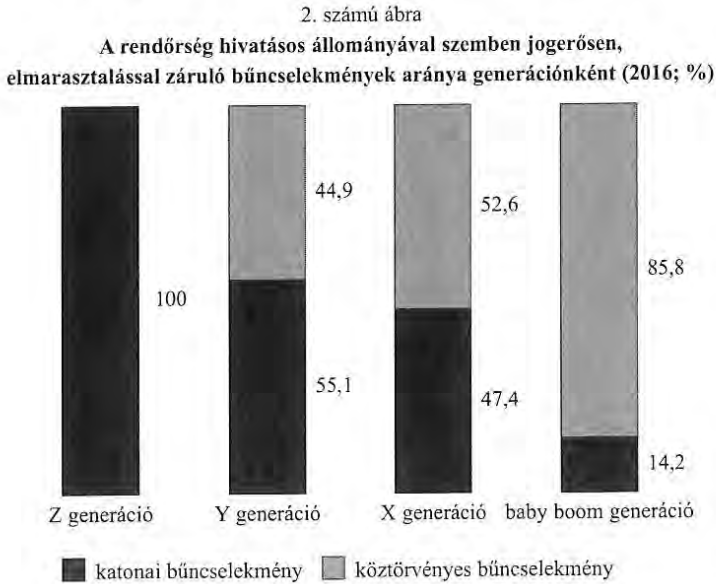 2. számú ábra
A rendőrség hivatásos állományával szemben jogerősen,
elmarasztalással záruló bűncselekmények aránya generációnként (2016; %)
44,9
52,6
85,8
100
55,1
47,4
14,2
Z generáció Y generáció X generáció baby boom generáció
katonai bűncselekmény köztörvényes bűncselekmény